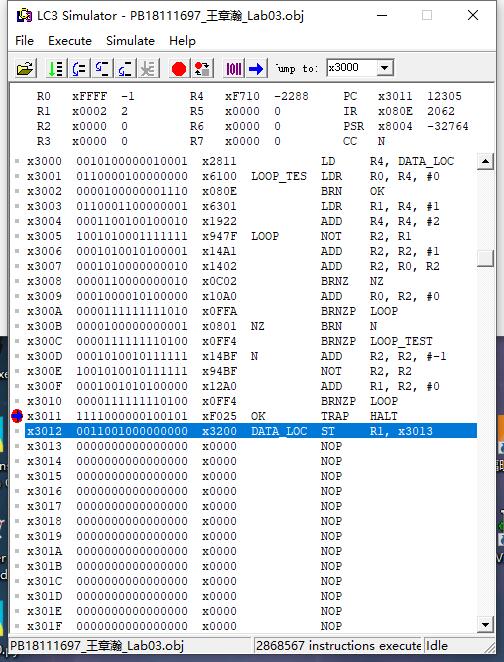 LC3 Simulator - PB18111697_王章瀚_Lab03.obj
File Execute Simulate Help
Jump to: x3000
R0 xFFFF -1 R4 xF710 -2288 PC x3011 12305
R1 x0002 2 R5 x0000 0 IR x080E 2062
R2 x0000 0 R6 x0000 0 PSR x8004 -32764
R3 x0000 0 R7 x0000 0 CC N
x3000 0010100000010001 x2811 LD R4, DATA_LOC
x3001 0110000100000000 x6100 LOOP_TES LDR R0, R4, #0
x3002 0000100000001110 x080E BRN OK
x3003 0110001100000001 x6301 LDR R1, R4, #1
x3004 0001100100100010 x1922 ADD R4, R4, #2
x3005 1001010001111111 x947F LOOP NOT R2, R1
x3006 0001010010100001 x14A1 ADD R2, R2, #1
x3007 0001010000000010 x1402 ADD R2, R0, R2
x3008 0000110000000010 x0C02 BRNZ NZ
x3009 0001000010100000 x10A0 ADD R0, R2, #0
x300A 0000111111111010 x0FFA BRNZP LOOP
x300B 0000100000000001 x0801 NZ BRN N
x300C 0000111111110100 x0FF4 BRNZP LOOP_TEST
x300D 0001010010111111 x14BF N ADD R2, R2, #-1
x300E 1001010010111111 x94BF NOT R2, R2
x300F 0001001010100000 x12A0 ADD R1, R2, #0
x3010 0000111111110100 x0FF4 BRNZP LOOP
x3011 1111000000100101 xF025 OK TRAP HALT
x3012 0011001000000000 x3200 DATA_LOC ST R1, x3013
x3013 0000000000000000 x0000 NOP
x3014 0000000000000000 x0000 NOP
x3015 0000000000000000 x0000 NOP
x3016 0000000000000000 x0000 NOP
x3017 0000000000000000 x0000 NOP
x3018 0000000000000000 x0000 NOP
x3019 0000000000000000 x0000 NOP
x301A 0000000000000000 x0000 NOP
x301B 0000000000000000 x0000 NOP
x301C 0000000000000000 x0000 NOP
x301D 0000000000000000 x0000 NOP
x301E 0000000000000000 x0000 NOP
x301F 0000000000000000 x0000 NOP
PB18111697_王章瀚_Lab03.obj 2868567 instructions execute Idle